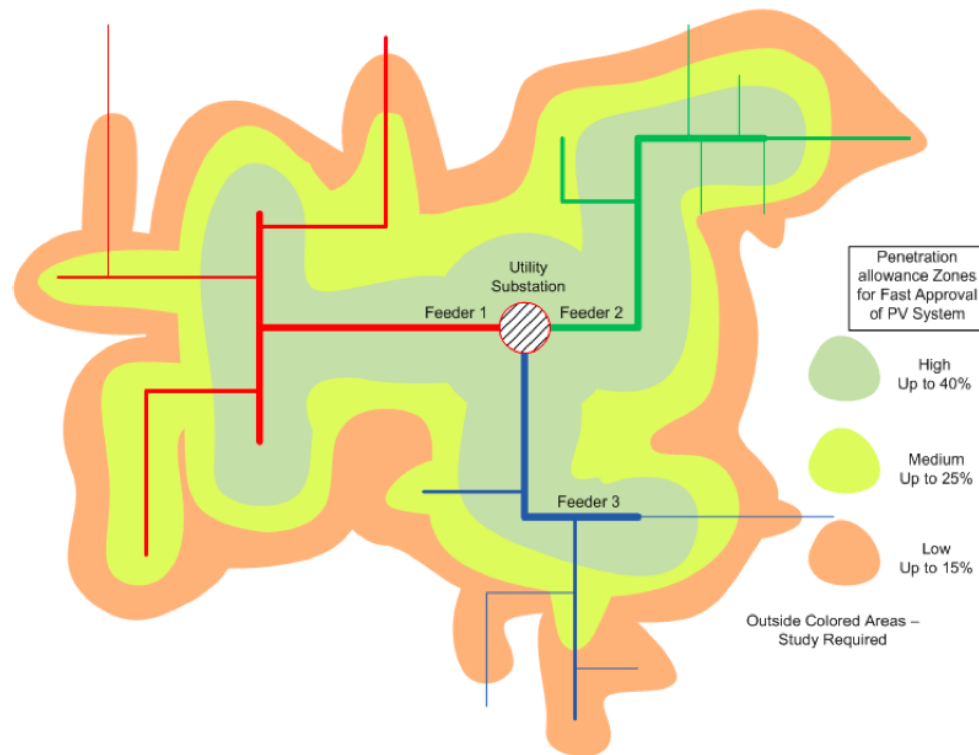 Utility
Substation
Feeder 1
Feeder 2
Feeder 3
Penetration
allowance Zones
for Fast Approval
of PV System
High
Up to 40%
Medium
Up to 25%
Low
Up to 15%
Outside Colored Areas –
Study Required